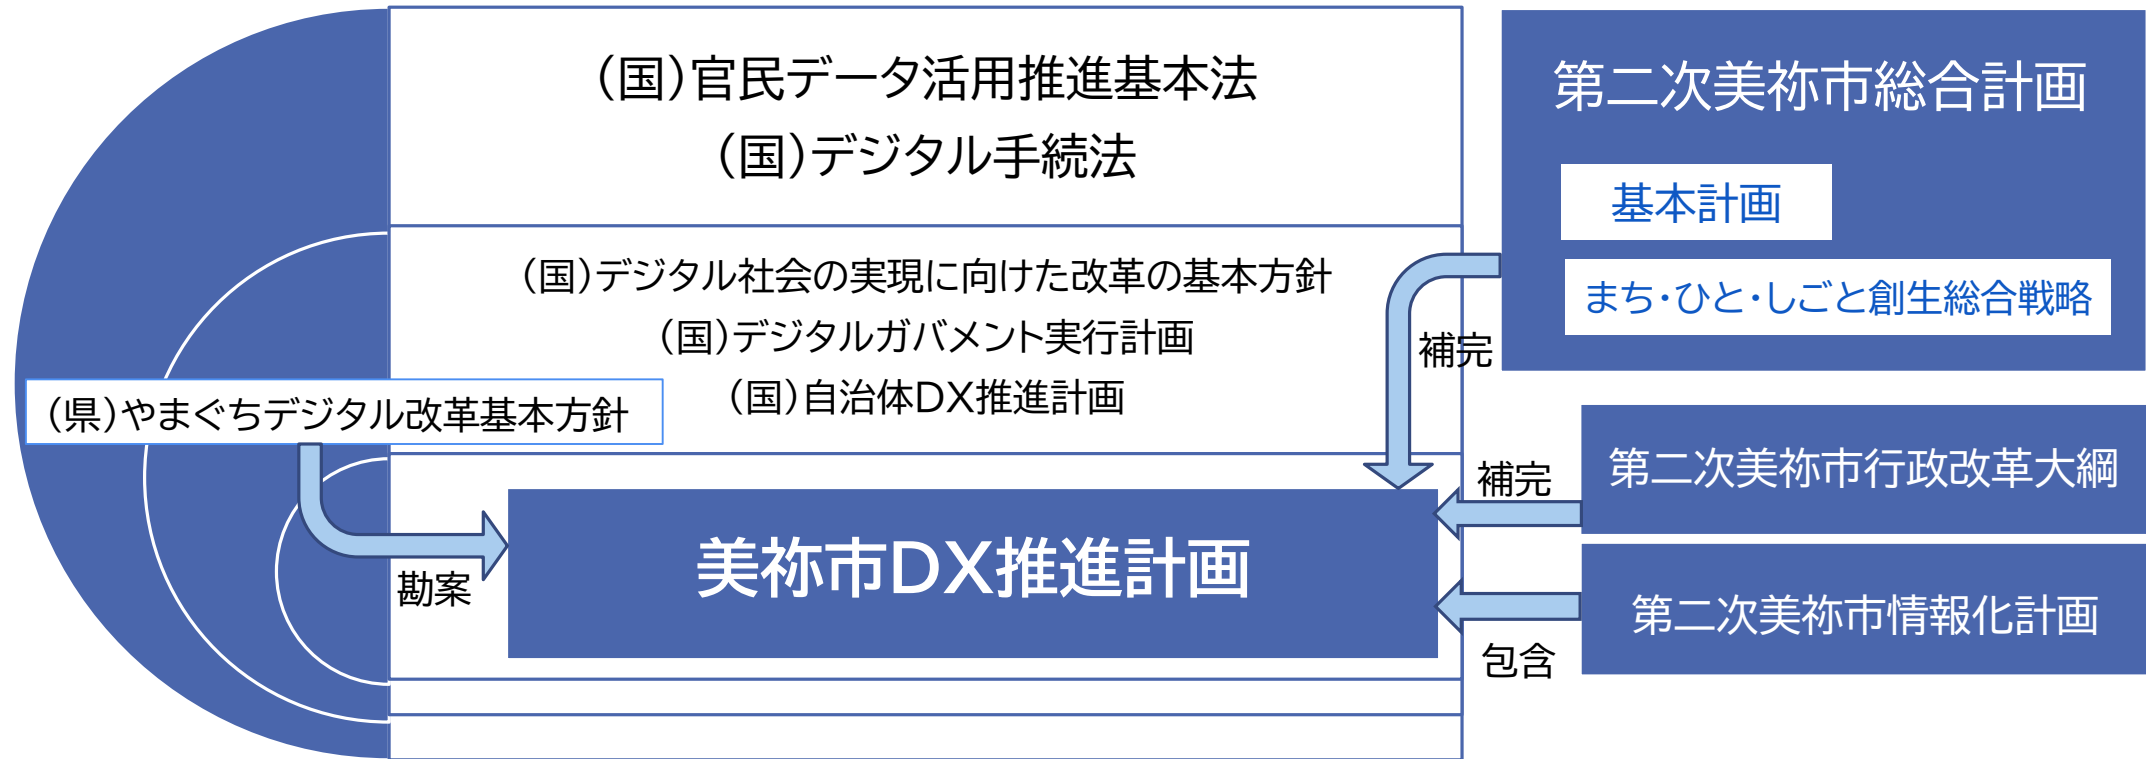 （国）官民データ活用推進基本法
（国）デジタル手続法
（国）デジタル社会の実現に向けた改革の基本方針
（国）デジタルガバメント実行計画
（国）自治体DX推進計画
（県）やまぐちデジタル改革基本方針
勘案
美祢市DX推進計画
第二次美祢市総合計画
基本計画
まち・ひと・しごと創生総合戦略
補完
第二次美祢市行政改革大綱
補完
第二次美祢市情報化計画
包含